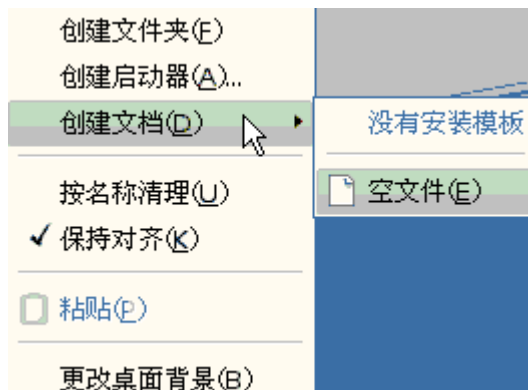 创建文件夹(F)
创建启动器(A)...
创建文档(D)
没有安装模板
空文件(E)
按名称清理(U)
保持对齐(K)
粘贴(P)
更改桌面背景(B)